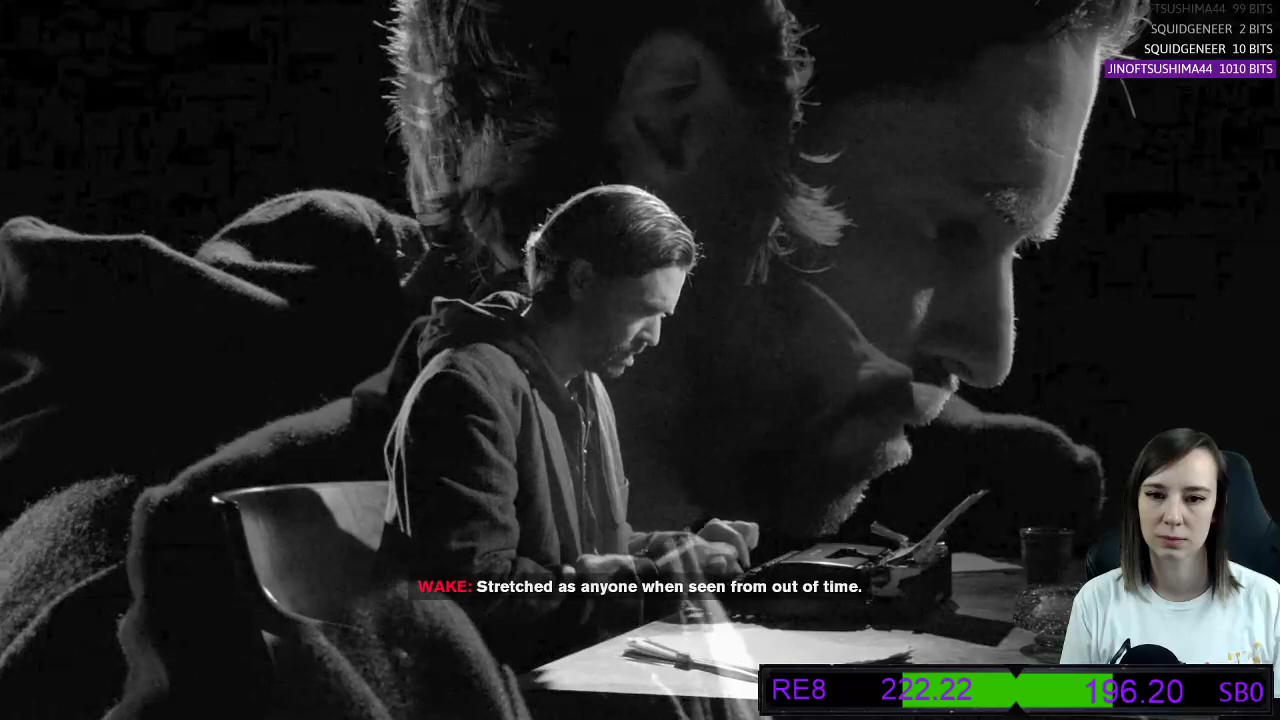 FTSUSHIMA44 99 BITS
SQUIDGENEER 2 BITS
SQUIDGENEER 10 BITS
JINOFTSUSHIMA44 1010 BITS
WAKE: Stretched as anyone when seen from out of time.
RE8 222.22 196.20 SB0